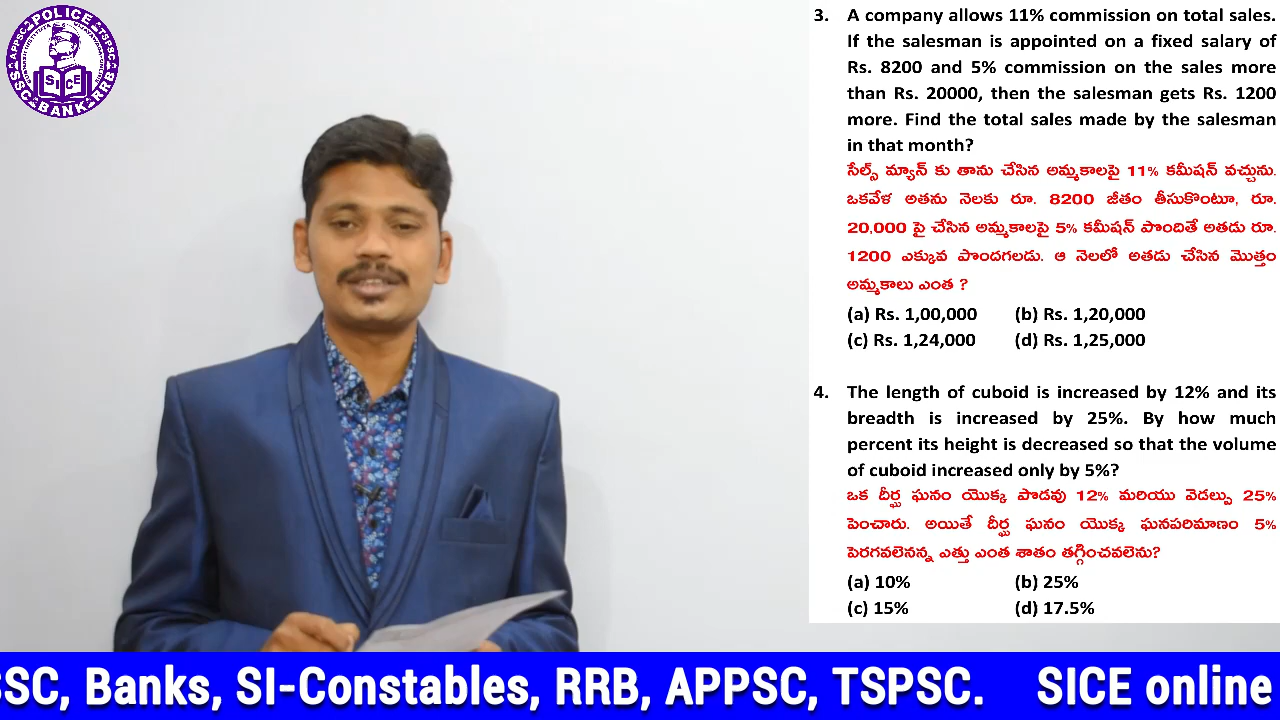 POLICE
APPSC
TSPSC
SSC
BANK
RRB
SICE
3. A company allows 11% commission on total sales.
If the salesman is appointed on a fixed salary of
Rs. 8200 and 5% commission on the sales more
than Rs. 20000, then the salesman gets Rs. 1200
more. Find the total sales made by the salesman
in that month?
సేల్స్ మ్యాన్ కు తాను చేసిన అమ్మకాలపై 11% కమీషన్ వచ్చును.
ఒకవేళ అతను నెలకు రూ. 8200 జీతం తీసుకొంటూ, రూ.
20,000 పై చేసిన అమ్మకాలపై 5% కమీషన్ పొందితే అతడు రూ.
1200 ఎక్కువ పొందగలడు. ఆ నెలలో అతడు చేసిన మొత్తం
అమ్మకాలు ఎంత ?
(a) Rs. 1,00,000 (b) Rs. 1,20,000
(c) Rs. 1,24,000 (d) Rs. 1,25,000
4. The length of cuboid is increased by 12% and its
breadth is increased by 25%. By how much
percent its height is decreased so that the volume
of cuboid increased only by 5%?
ఒక దీర్ఘ ఘనం యొక్క పొడవు 12% మరియు వెడల్పు 25%
పెంచారు. అయితే దీర్ఘ ఘనం యొక్క ఘనపరిమాణం 5%
పెరగవలెనన్న ఎత్తు ఎంత శాతం తగ్గించవలెను?
(a) 10% (b) 25%
(c) 15% (d) 17.5%
SSC, Banks, SI-Constables, RRB, APPSC, TSPSC. SICE online